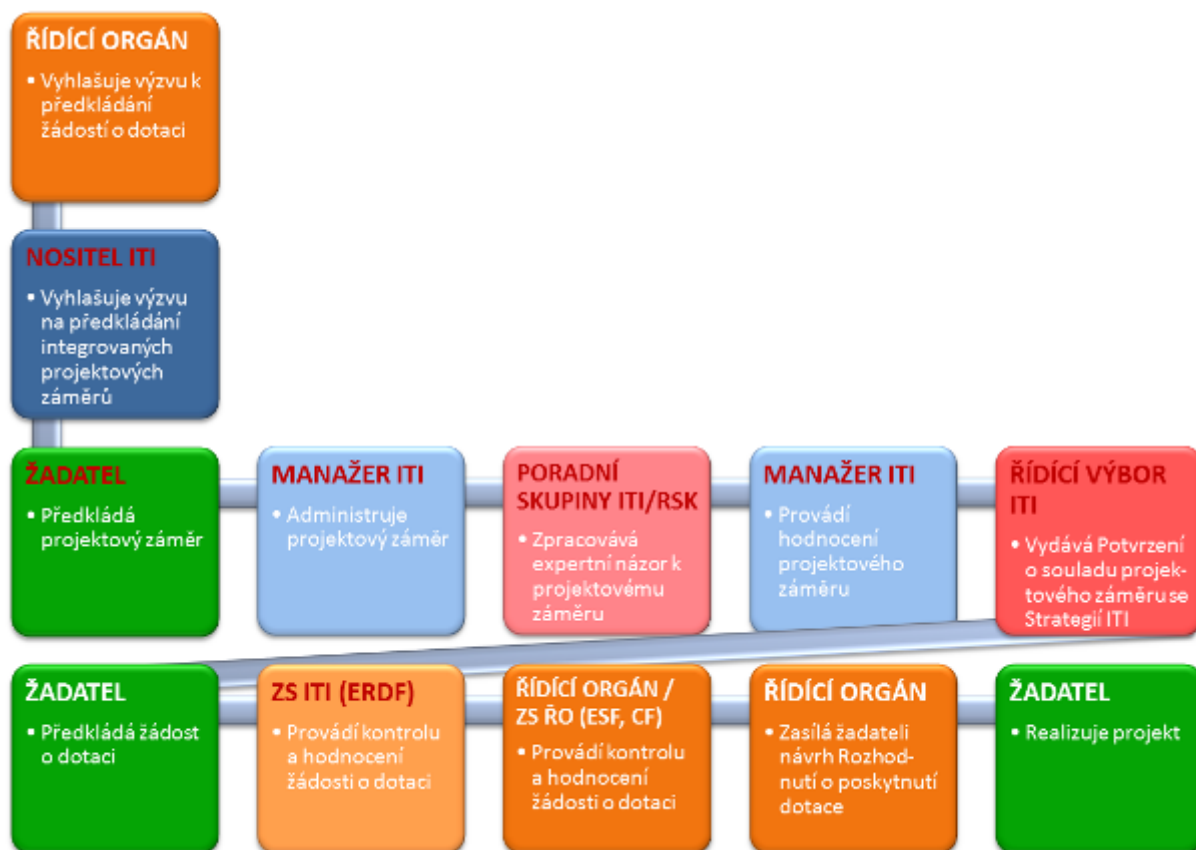 ŘÍDÍCÍ ORGÁN
• Vyhlašuje výzvu k
předkládání
žádostí o dotaci
NOSITEL ITI
• Vyhlašuje výzvu
na předkládání
integrovaných
projektových
záměrů
ŽADATEL
• Předkládá
projektový záměr
MANAŽER ITI
• Administruje
projektový záměr
PORADNÍ
SKUPINY ITI/RSK
• Zpracovává
expertní názor k
projektovému
záměru
MANAŽER ITI
• Provádí
hodnocení
projektového
záměru
ŘÍDÍCÍ VÝBOR
ITI
• Vydává Potvrzení
o souladu projek-
tového záměru se
Strategií ITI
ŽADATEL
• Předkládá žádost
o dotaci
ZS ITI (ERDF)
• Provádí kontrolu
a hodnocení
žádosti o dotaci
ŘÍDÍCÍ ORGÁN /
ZS ŘO (ESF, CF)
• Provádí kontrolu
a hodnocení
žádosti o dotaci
ŘÍDÍCÍ ORGÁN
• Zasílá žadateli
návrh Rozhod-
nutí o poskytnutí
dotace
ŽADATEL
• Realizuje projekt